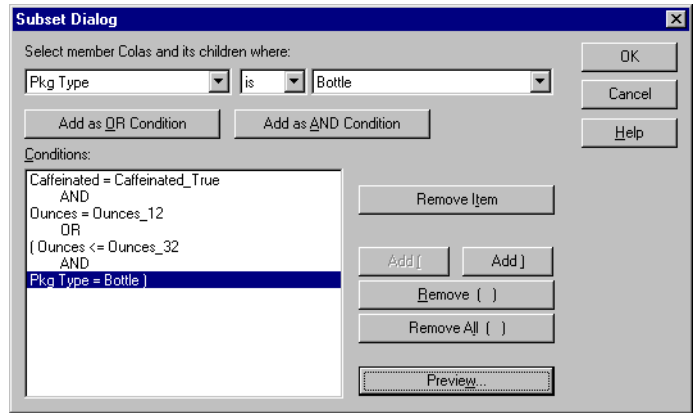 Subset Dialog
Select member Colas and its children where:
OK
Pkg Type is Bottle
Cancel
Add as OR Condition Add as AND Condition
Help
Conditions:
Caffeinated = Caffeinated_True
AND
Remove Item
Ounces = Ounces_12
OR
( Ounces <= Ounces_32
AND
Add ( Add )
Pkg Type = Bottle )
Remove ( )
Remove All ( )
Preview...